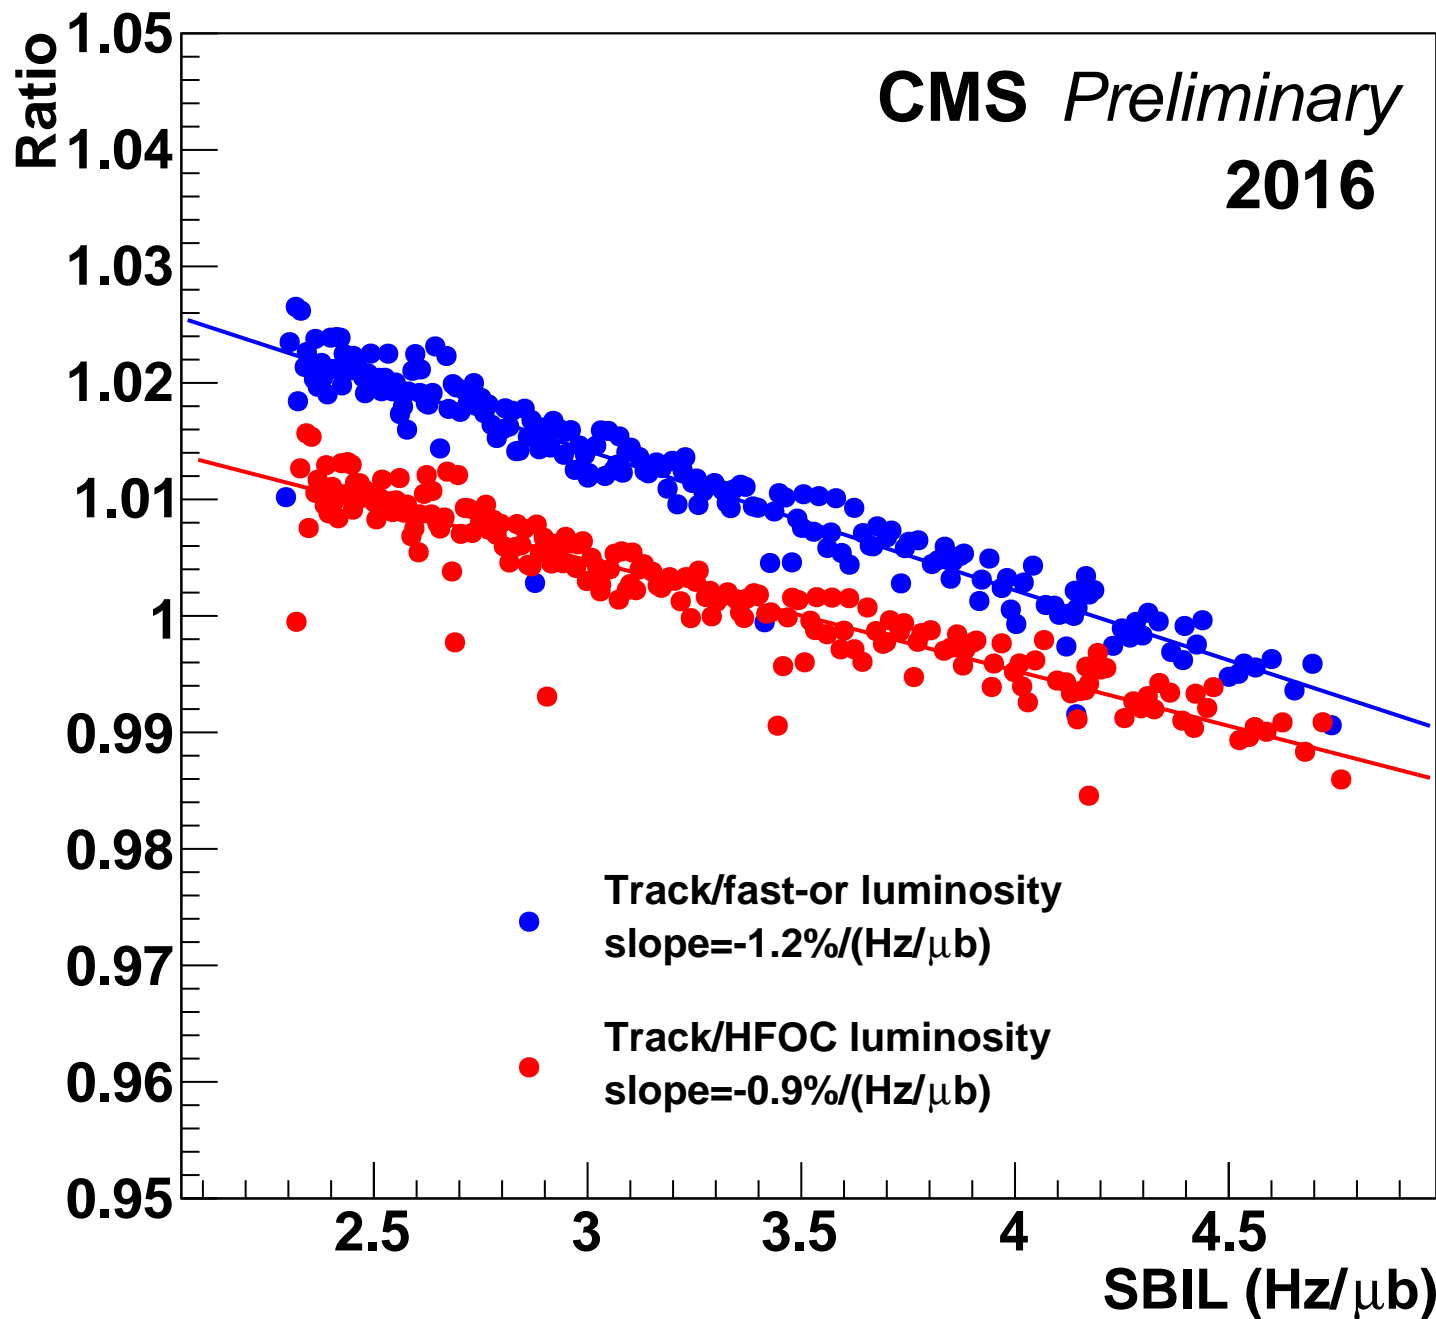 Ratio
CMS Preliminary
2016
1.05
1.04
1.03
1.02
1.01
1
0.99
0.98
0.97
0.96
0.95
Track/fast-or luminosity
slope=-1.2%/(Hz/μb)
Track/HFOC luminosity
slope=-0.9%/(Hz/μb)
2.5 3 3.5 4 4.5
SBIL (Hz/μb)